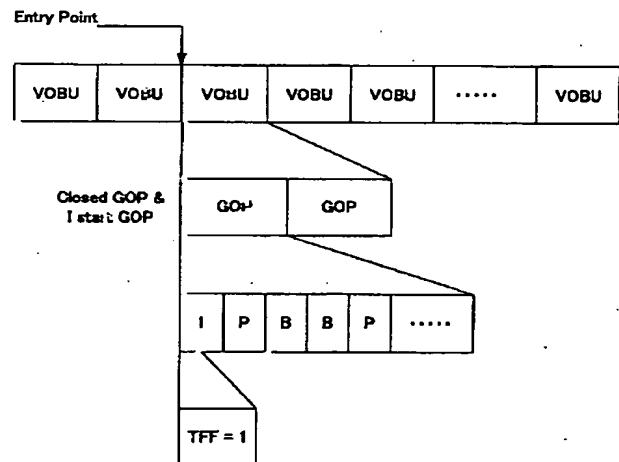 Entry Point
VOBU VOBU VOBU VOBU VOBU ····· VOBU
Closed GOP &
I start GOP
GOP GOP
I P B B P ·····
TFF = 1